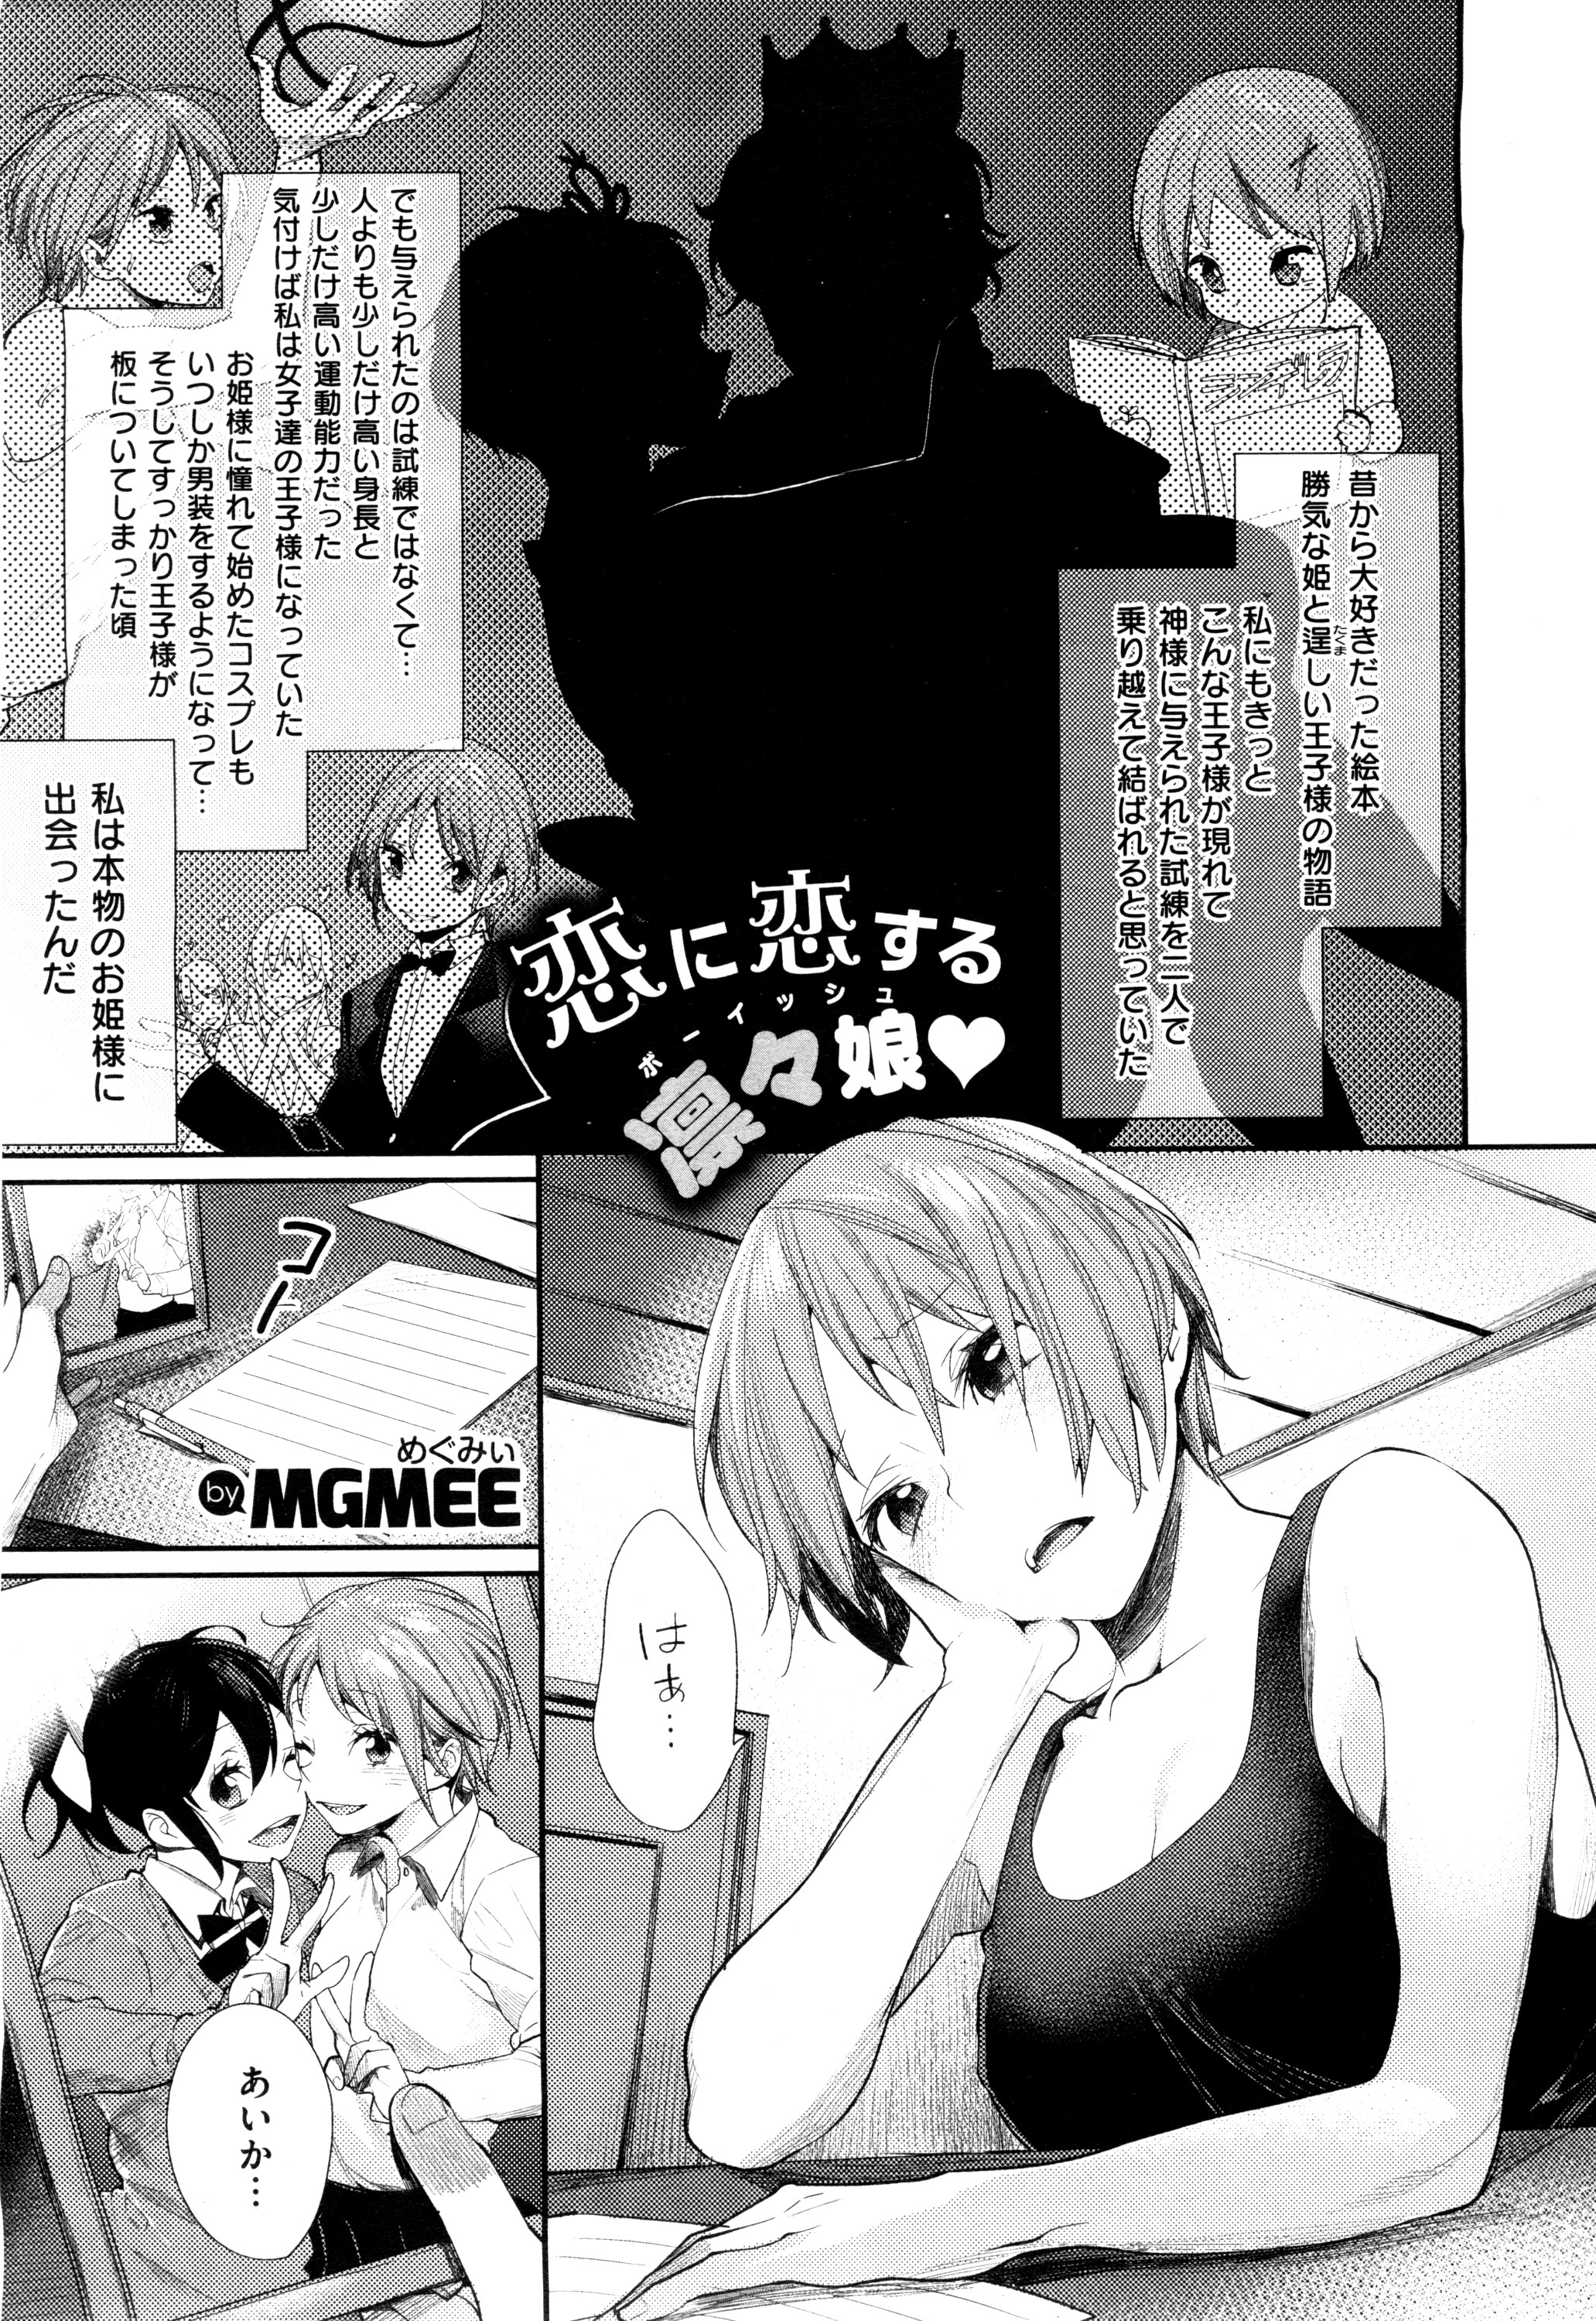 シンデレラ
昔から大好きだった絵本
勝気な姫と逞しい王子様の物語
たくま
私にもきっと
こんな王子様が現れて
神様に与えられた試練を二人で
乗り越えて結ばれると思っていた
でも与えられたのは試練ではなくて…
人よりも少しだけ高い身長と
少しだけ高い運動能力だった
気付けば私は女子達の王子様になっていた
お姫様に憧れて始めたコスプレも
いつしか男装をするようになって…
そうしてすっかり王子様が
板についてしまった頃
私は本物のお姫様に
出会ったんだ
恋に恋する
ボーイッシュ
凛々娘♥
はぁ…
コー
めぐみぃ
by MGMEE
あいか…